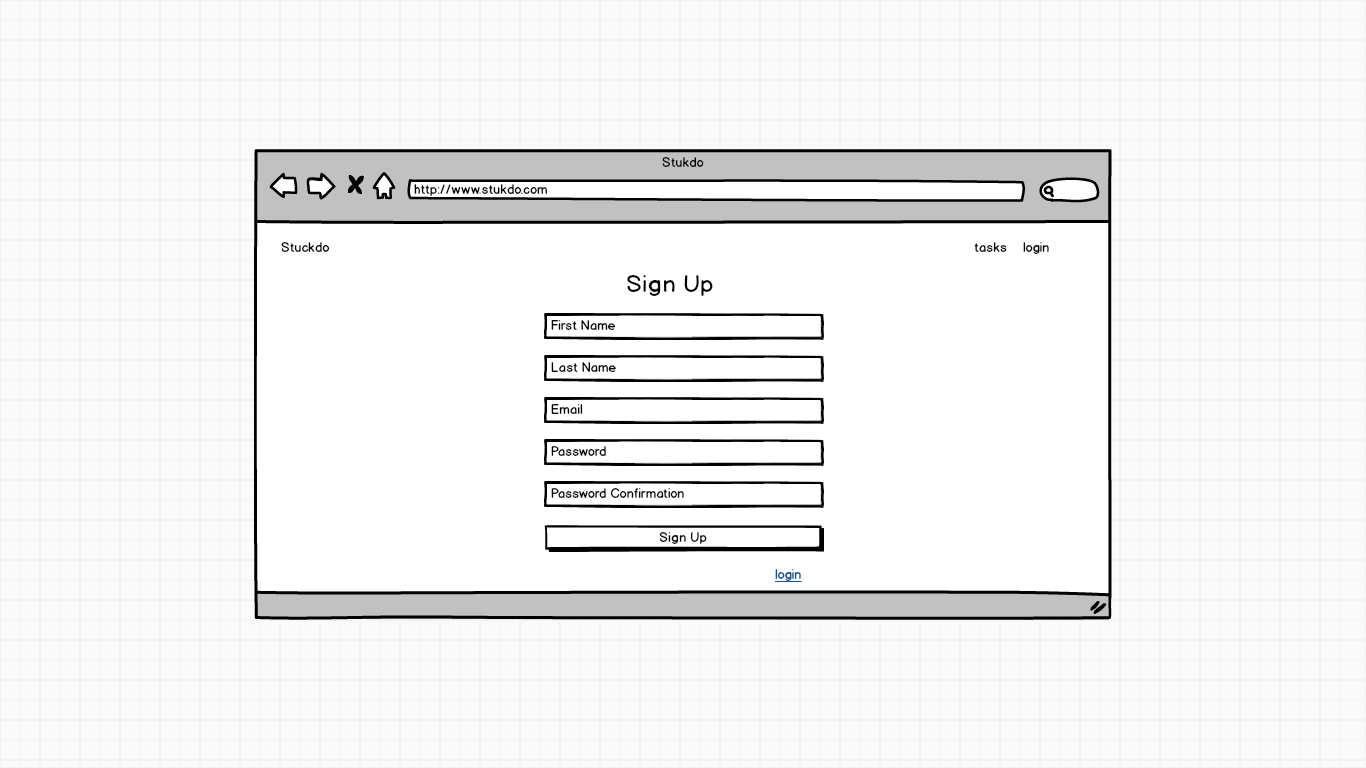 Stukdo
http://www.stukdo.com
Stuckdo
tasks login
Sign Up
First Name
Last Name
Email
Password
Password Confirmation
Sign Up
login